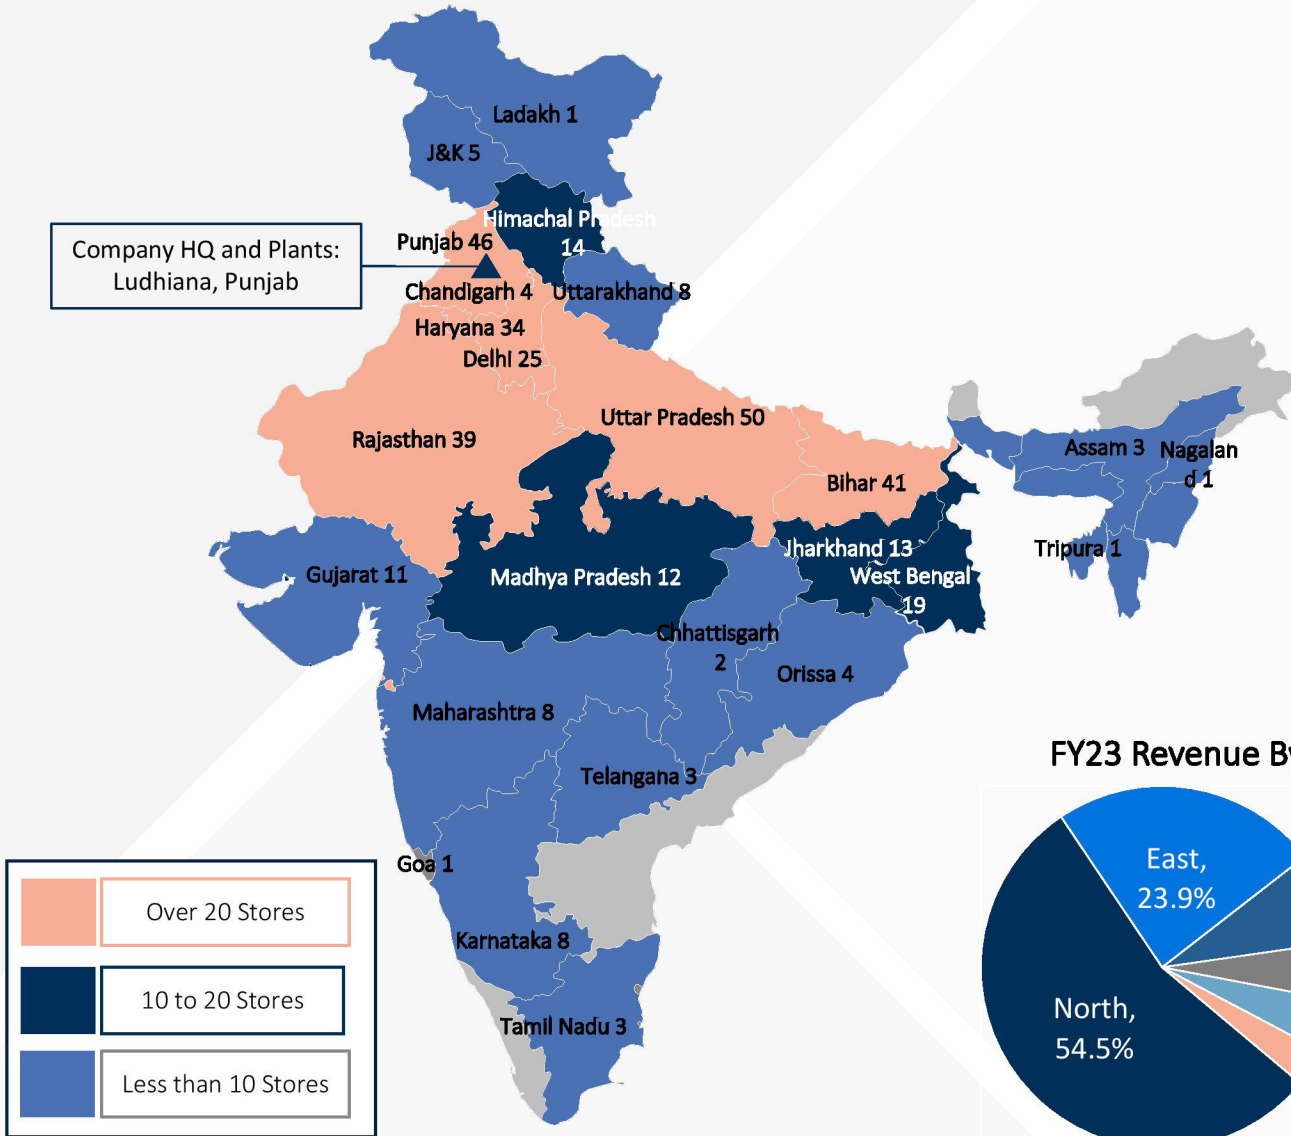 Ladakh 1
J&K 5
Himachal Pradesh
14
Company HQ and Plants:
Ludhiana, Punjab
Punjab 46
Chandigarh 4
Uttarakhand 8
Haryana 34
Delhi 25
Uttar Pradesh 50
Rajasthan 39
Bihar 41
Assam 3
Nagalan
d 1
Tripura 1
Jharkhand 13
West Bengal
19
Gujarat 11
Madhya Pradesh 12
Chhattisgarh
2
Orissa 4
Maharashtra 8
Telangana 3
Goa 1
Karnataka 8
Tamil Nadu 3
Over 20 Stores
10 to 20 Stores
Less than 10 Stores
FY23 Revenue By
East,
23.9%
North,
54.5%